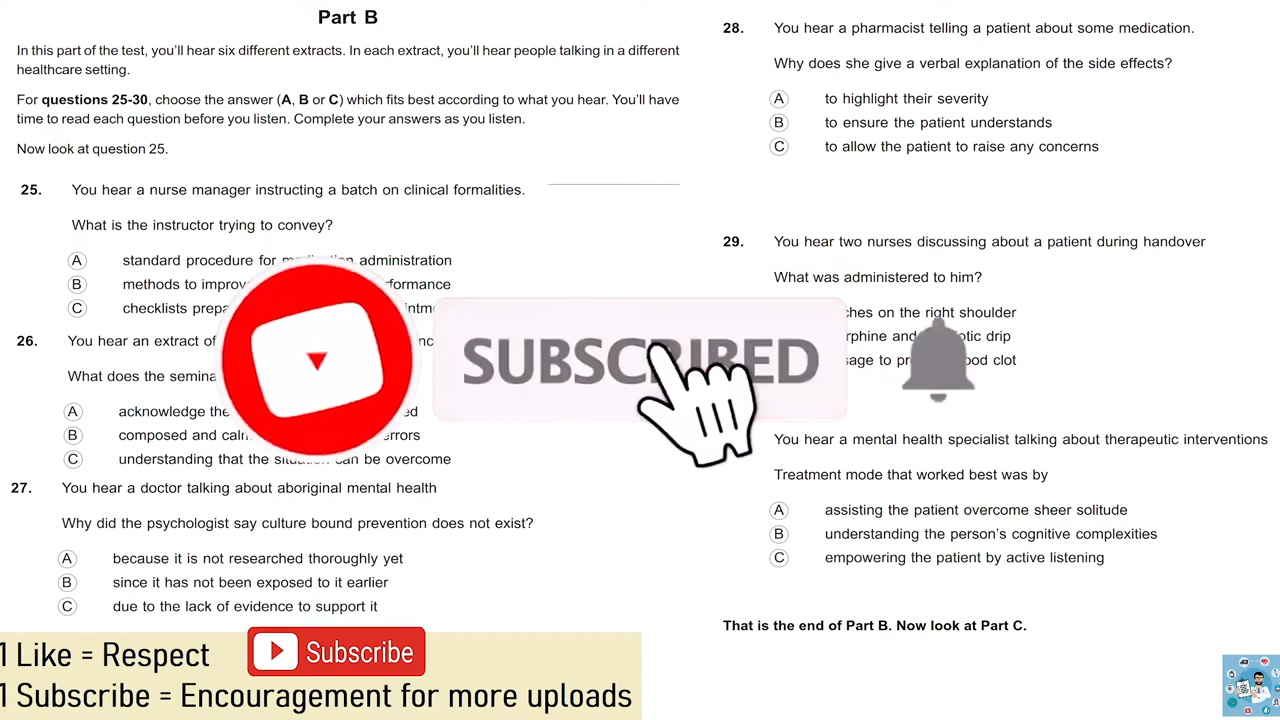 Part B
In this part of the test, you'll hear six different extracts. In each extract, you'll hear people talking in a different
healthcare setting.
For questions 25-30, choose the answer (A, B or C) which fits best according to what you hear. You'll have
time to read each question before you listen. Complete your answers as you listen.
Now look at question 25.
25. You hear a nurse manager instructing a batch on clinical formalities.
What is the instructor trying to convey?
A standard procedure for administration
B methods to
C checklists
26. You hear an extract of
What does the
A acknowledge the
B composed and errors
C understanding that the can be overcome
27. You hear a doctor talking about aboriginal mental health
Why did the psychologist say culture bound prevention does not exist?
A because it is not researched thoroughly yet
B since it has not been exposed to it earlier
C due to the lack of evidence to support it
1 Like = Respect
Subscribe
1 Subscribe = Encouragement for more uploads
28. You hear a pharmacist telling a patient about some medication.
Why does she give a verbal explanation of the side effects?
A to highlight their severity
B to ensure the patient understands
C to allow the patient to raise any concerns
29. You hear two nurses discussing about a patient during handover
What was administered to him?
on the right shoulder
and drip
to clot
SUBSCRIBED
You hear a mental health specialist talking about therapeutic interventions
Treatment mode that worked best was by
A assisting the patient overcome sheer solitude
B understanding the person's cognitive complexities
C empowering the patient by active listening
That is the end of Part B. Now look at Part C.